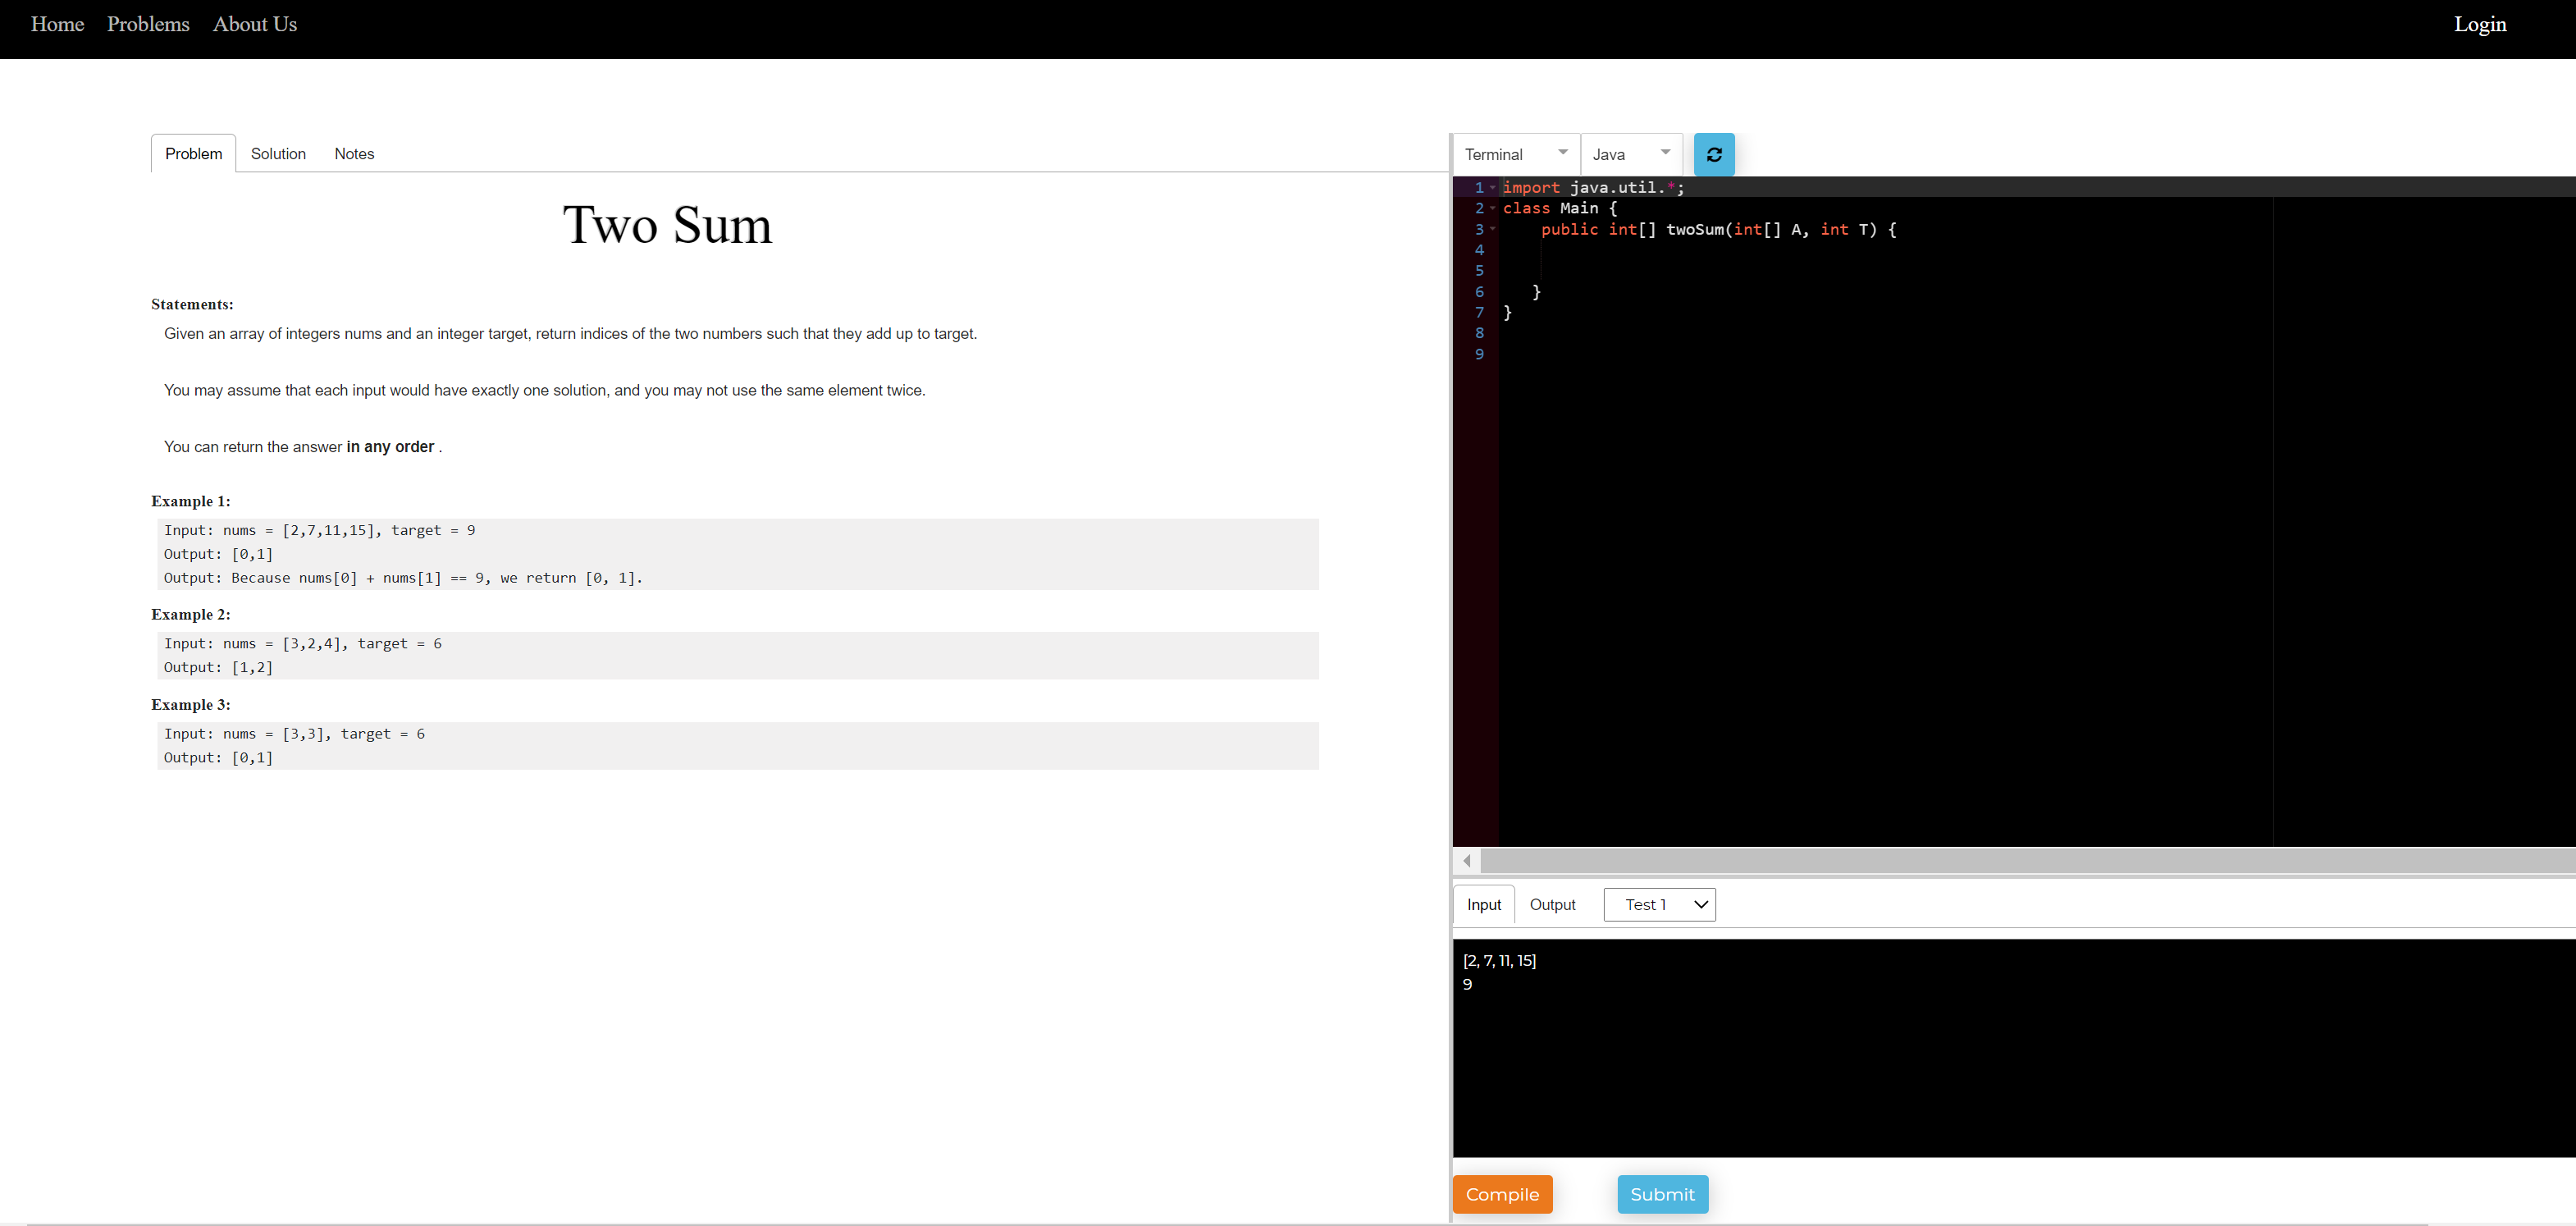 Home Problems About Us Login
Problem Solution Notes
Two Sum
Statements:
Given an array of integers nums and an integer target, return indices of the two numbers such that they add up to target.
You may assume that each input would have exactly one solution, and you may not use the same element twice.
You can return the answer in any order .
Example 1:
Input: nums = [2,7,11,15], target = 9
Output: [0,1]
Output: Because nums[0] + nums[1] == 9, we return [0, 1].
Example 2:
Input: nums = [3,2,4], target = 6
Output: [1,2]
Example 3:
Input: nums = [3,3], target = 6
Output: [0,1]
Terminal Java
1 import java.util.*;
2 class Main {
3 public int[] twoSum(int[] A, int T) {
4
5
6 }
7 }
8
9
Input Output Test 1
[2, 7, 11, 15]
9
Compile Submit